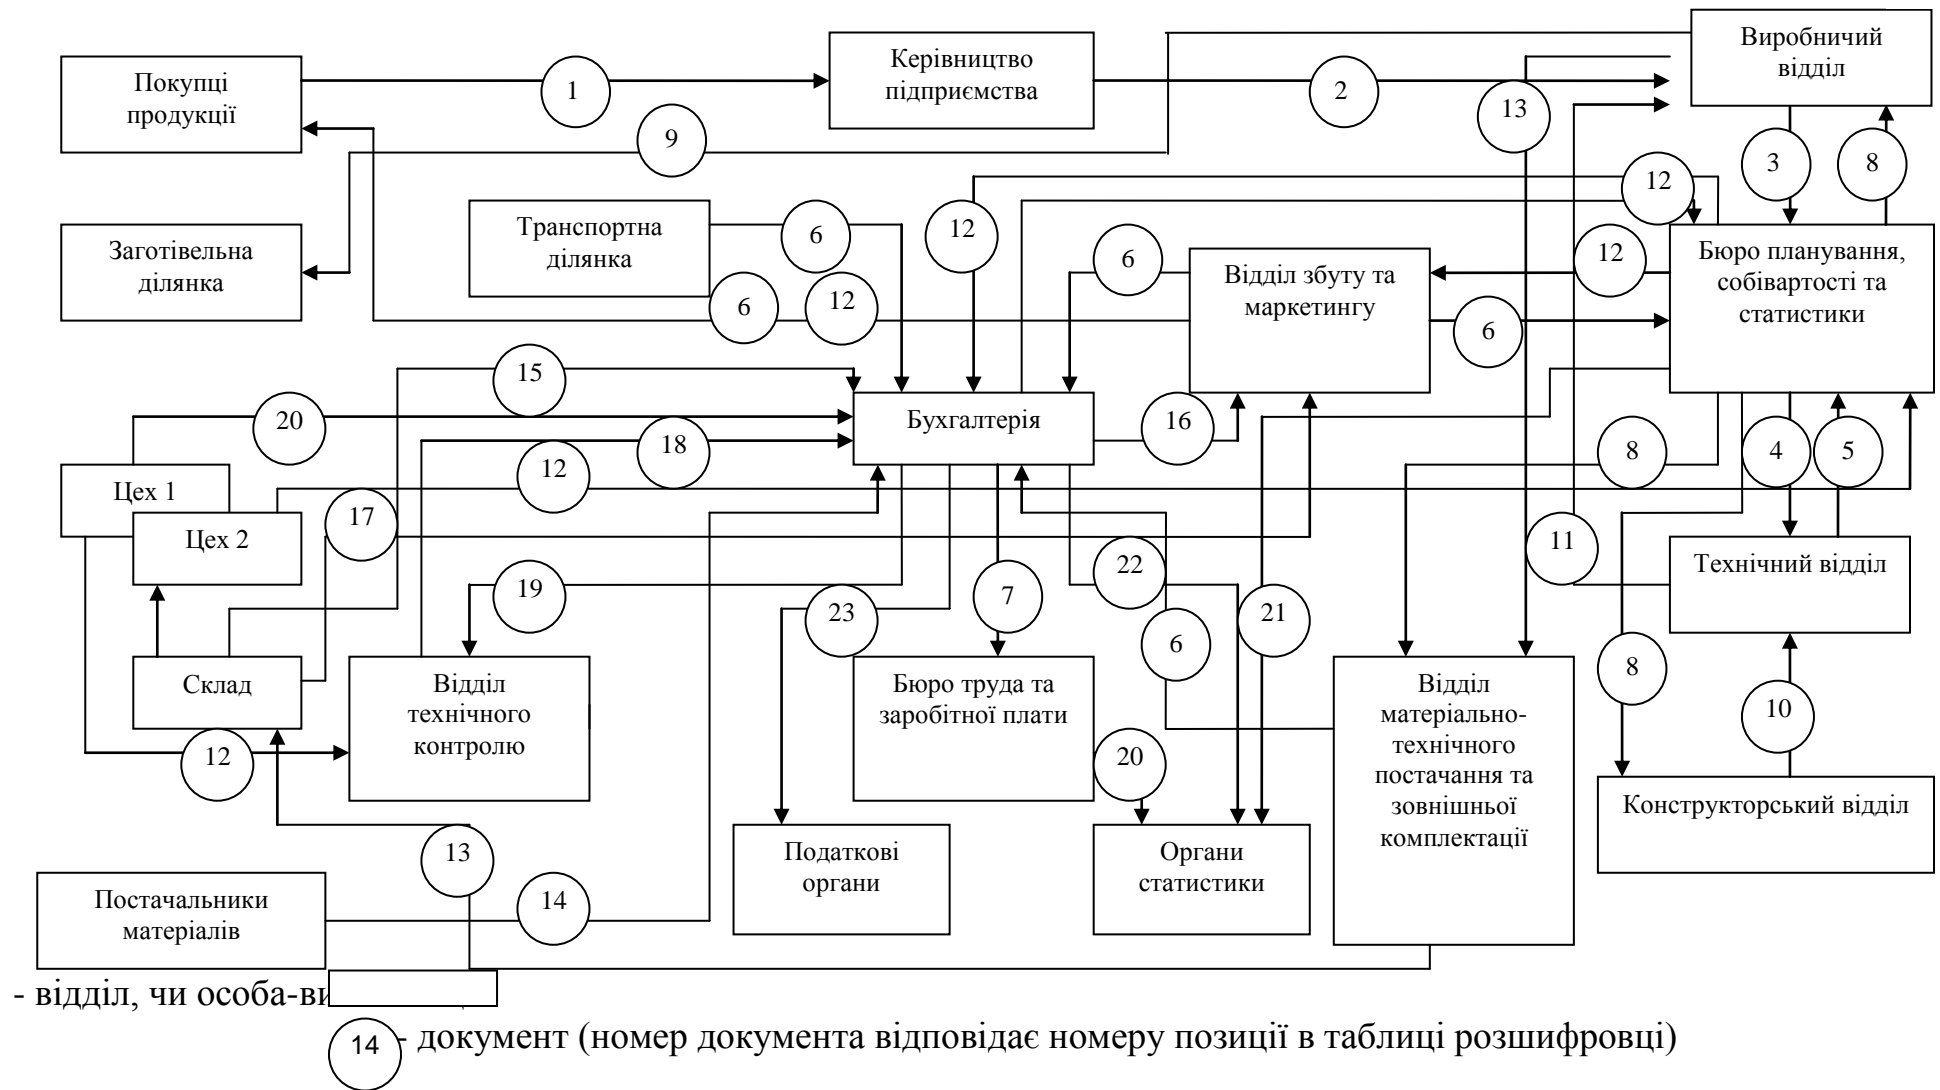 Виробничий
відділ
Керівництво
підприємства
Покупці
продукції
1
2
13
9
3
8
12
Транспортна
ділянка
6
12
Заготівельна
ділянка
6
Відділ збуту та
маркетингу
12
Бюро планування,
собівартості та
статистики
6
12
6
15
20
Бухгалтерія
16
18
12
8
4
5
Цех 1
17
Цех 2
11
Технічний відділ
19
22
7
23
21
6
8
Склад
Відділ
технічного
контролю
Бюро труда та
заробітної плати
Відділ
матеріально-
технічного
постачання та
зовнішньої
комплектації
10
12
20
Конструкторський відділ
13
Податкові
органи
Органи
статистики
Постачальники
матеріалів
14
- відділ, чи
14 - документ (номер документа відповідає номеру позиції в таблиці розшифровці)